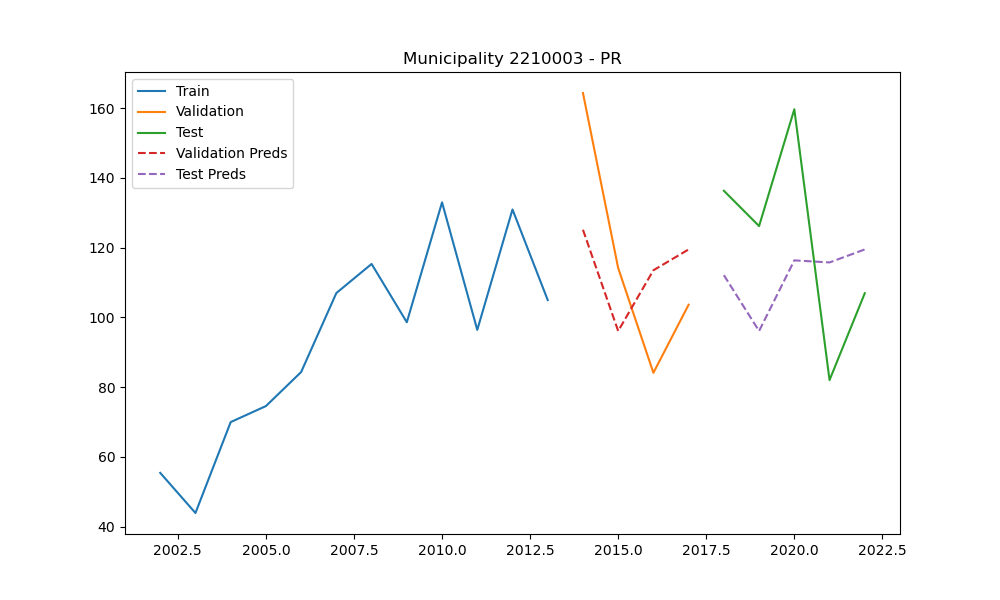 Municipality 2210003 - PR
Train
Validation
Test
Validation Preds
Test Preds
160
140
120
100
80
60
40
2002.5 2005.0 2007.5 2010.0 2012.5 2015.0 2017.5 2020.0 2022.5